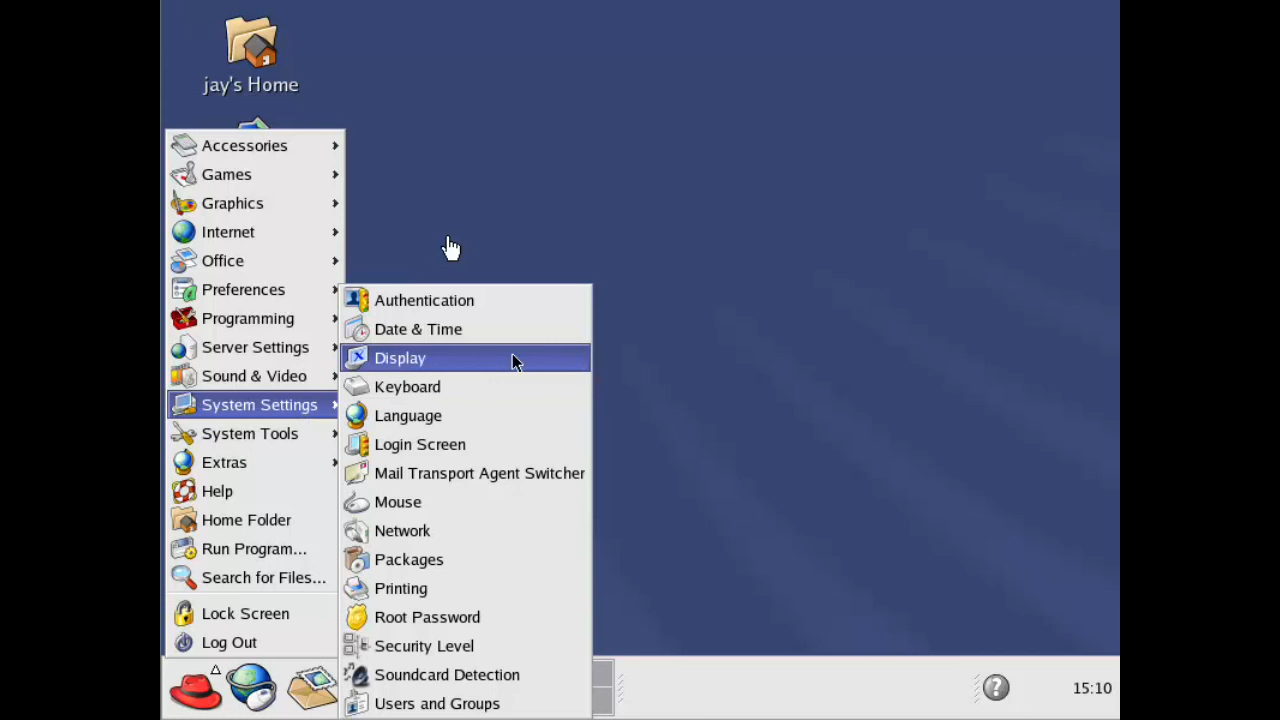 jay's Home
Accessories
Games
Graphics
Internet
Office
Preferences
Programming
Server Settings
Sound & Video
System Settings
System Tools
Extras
Help
Home Folder
Run Program...
Search for Files...
Lock Screen
Log Out
Authentication
Date & Time
Display
Keyboard
Language
Login Screen
Mail Transport Agent Switcher
Mouse
Network
Packages
Printing
Root Password
Security Level
Soundcard Detection
Users and Groups
15:10